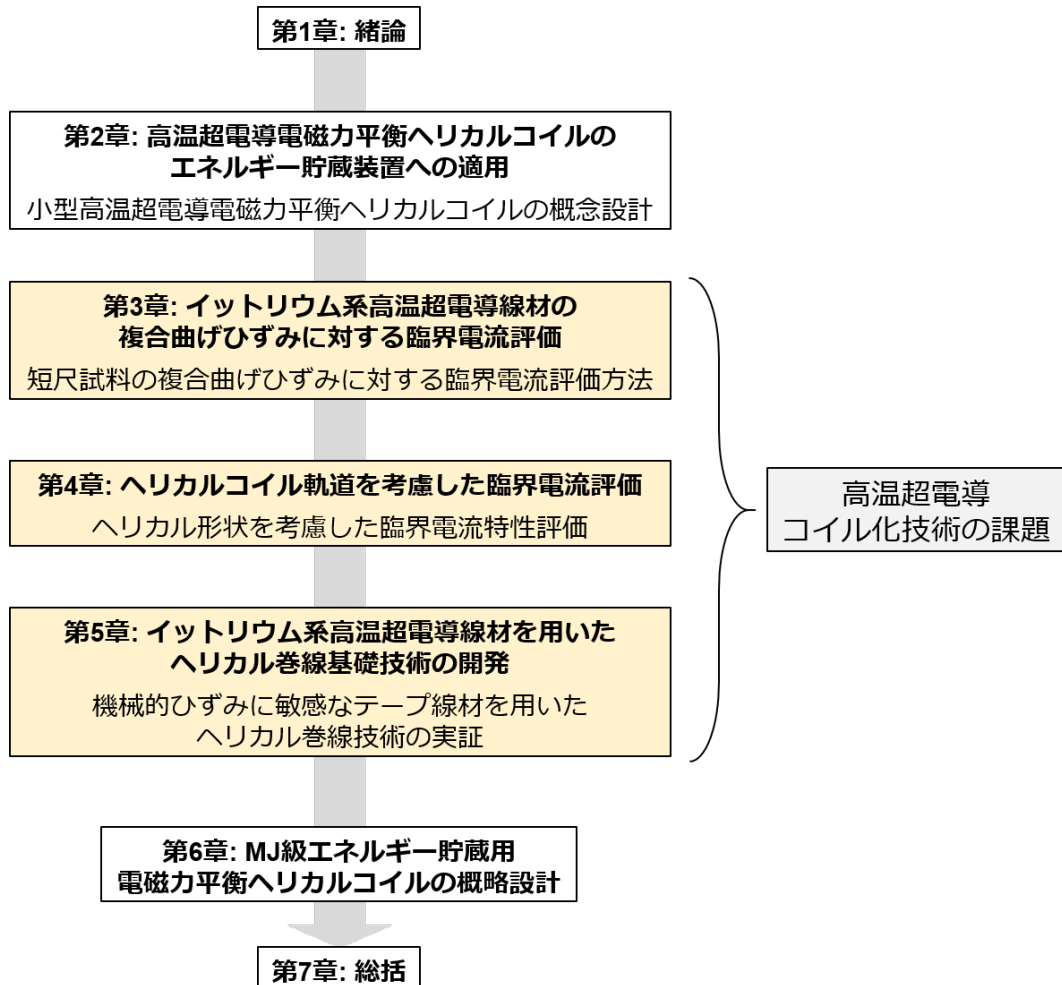 第1章: 緒論
第2章: 高温超電導電磁力平衡ヘリカルコイルの
エネルギー貯蔵装置への適用
小型高温超電導電磁力平衡ヘリカルコイルの概念設計
第3章: イットリウム系高温超電導線材の
複合曲げひずみに対する臨界電流評価
短尺試料の複合曲げひずみに対する臨界電流評価方法
第4章: ヘリカルコイル軌道を考慮した臨界電流評価
ヘリカル形状を考慮した臨界電流特性評価
第5章: イットリウム系高温超電導線材を用いた
ヘリカル巻線基礎技術の開発
機械的ひずみに敏感なテープ線材を用いた
ヘリカル巻線技術の実証
高温超電導
コイル化技術の課題
第6章: MJ級エネルギー貯蔵用
電磁力平衡ヘリカルコイルの概略設計
第7章: 総括